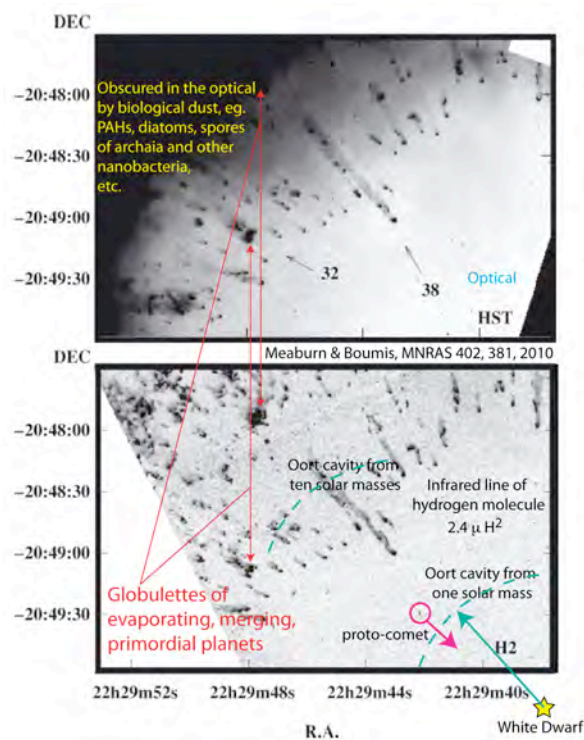 DEC
Obscured in the optical
by biological dust, eg.
PAHs, diatoms, spores
of archaia and other
nanobacteria,
etc.
−20:48:00
−20:48:30
−20:49:00
−20:49:30
32
38
Optical
HST
Meaburn & Boumis, MNRAS 402, 381, 2010
DEC
−20:48:00
−20:48:30
−20:49:00
−20:49:30
Oort cavity from
ten solar masses
Infrared line of
hydrogen molecule
2.4 μ H²
Oort cavity from
one solar mass
Globulettes of
evaporating, merging,
primordial planets
proto-comet
H2
22h29m52s 22h29m48s 22h29m44s 22h29m40s
White Dwarf
R.A.